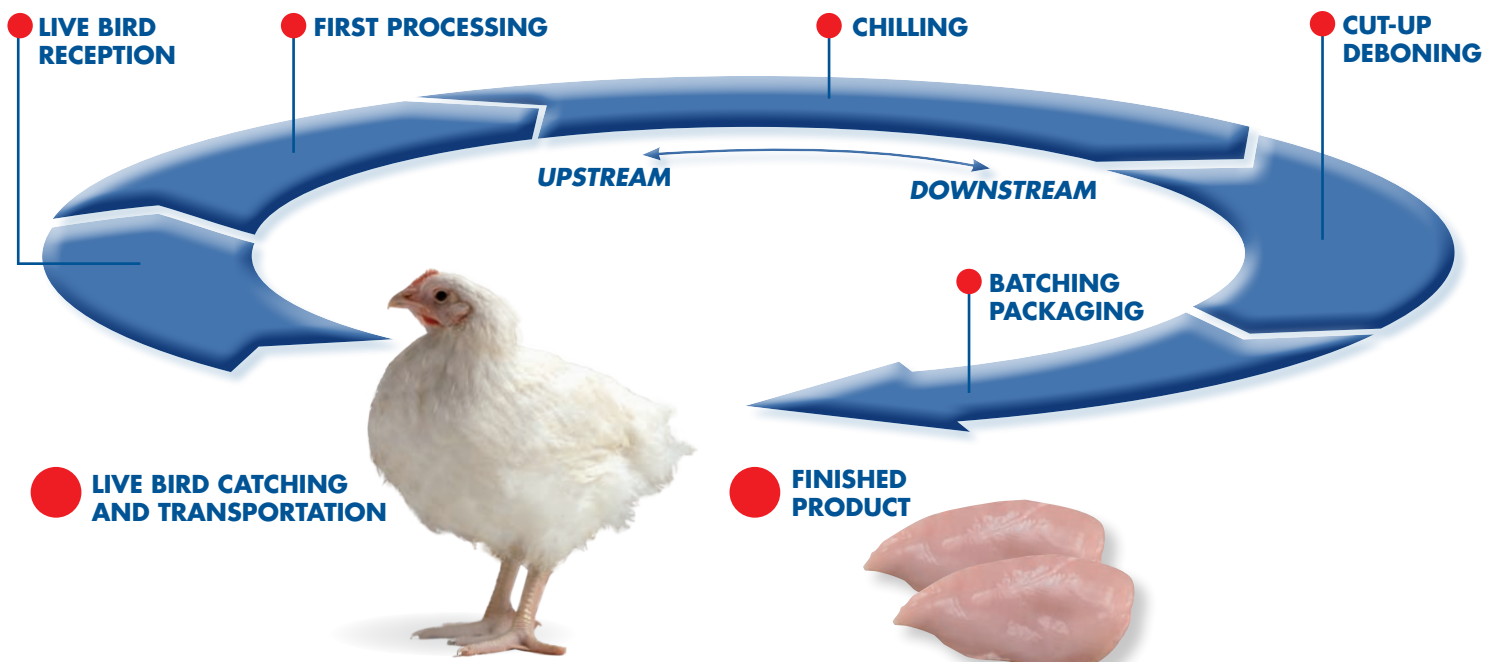 LIVE BIRD
RECEPTION
FIRST PROCESSING
CHILLING
CUT-UP
DEBONING
UPSTREAM
DOWNSTREAM
BATCHING
PACKAGING
LIVE BIRD CATCHING
AND TRANSPORTATION
FINISHED
PRODUCT